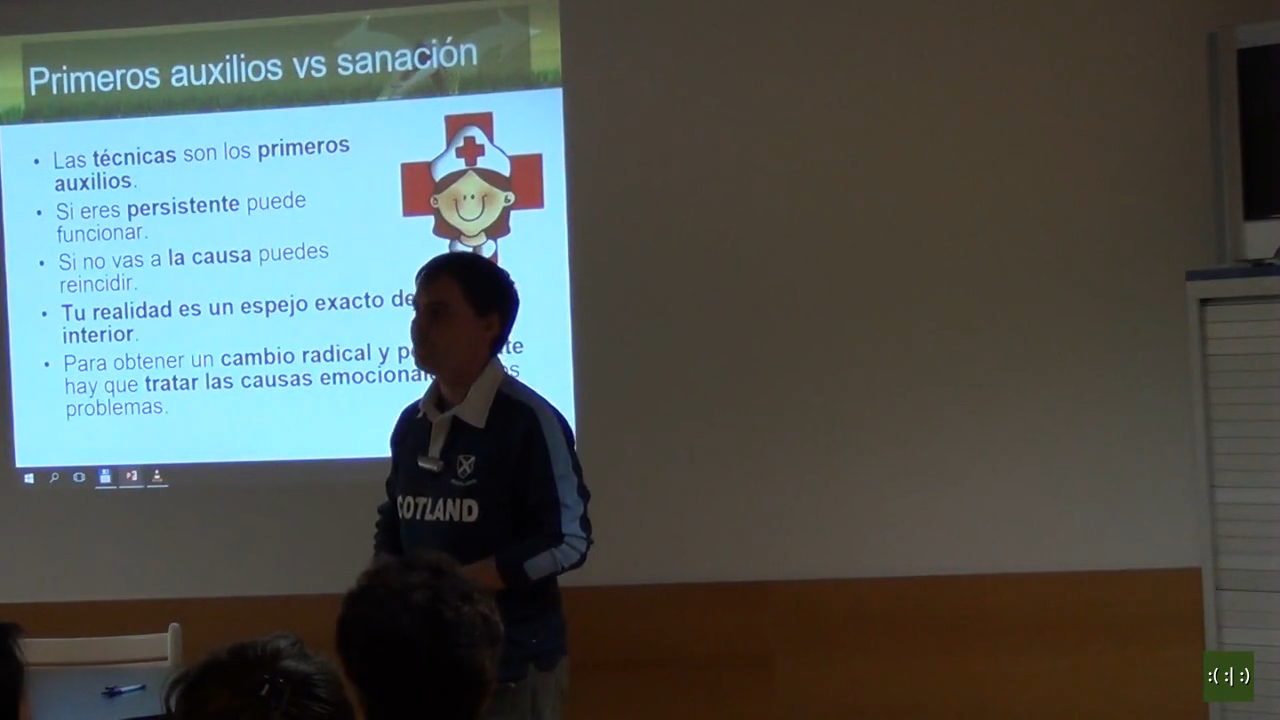 Primeros auxilios vs sanación
• Las técnicas son los primeros
auxilios.
• Si eres persistente puede
funcionar.
• Si no vas a la causa puedes
reincidir.
• Tu realidad es un espejo exacto de
interior.
• Para obtener un cambio radical y
hay que tratar las causas
problemas.
COTLAND
:( :| :)